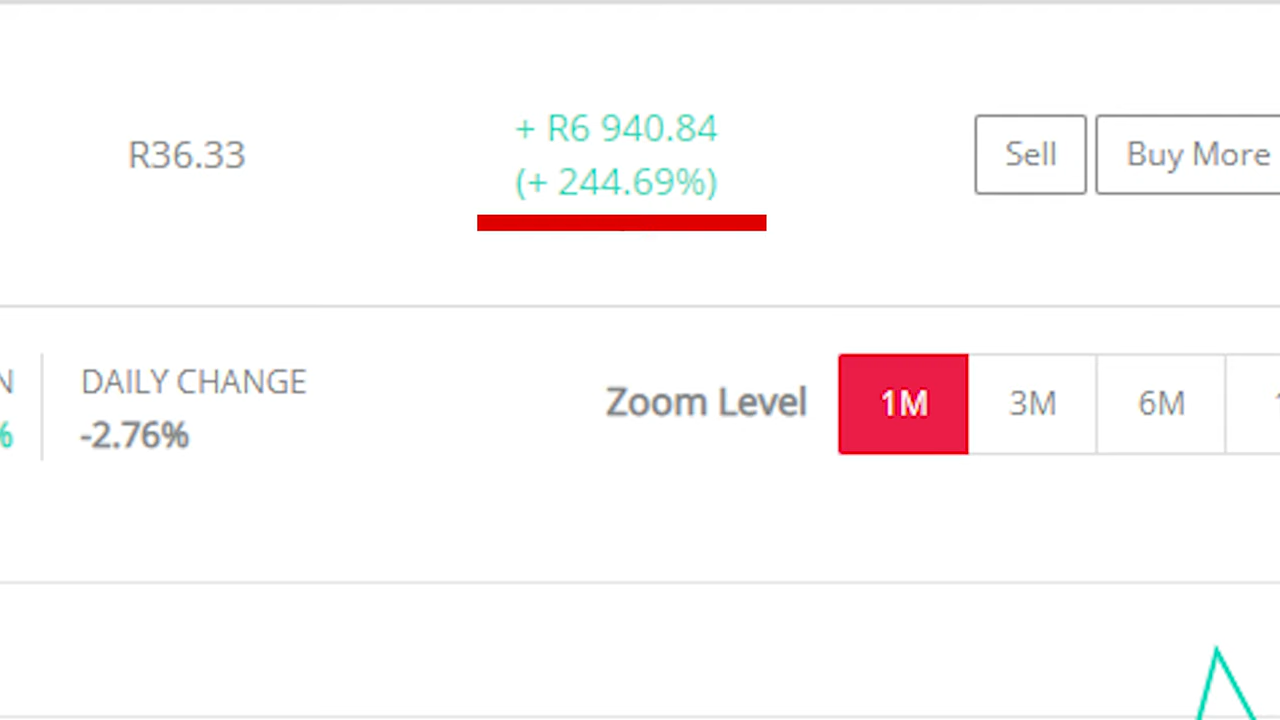 + R6 940.84
R36.33
(+ 244.69%)
Sell
Buy More
N
DAILY CHANGE
%
-2.76%
Zoom Level
1M
3M
6M